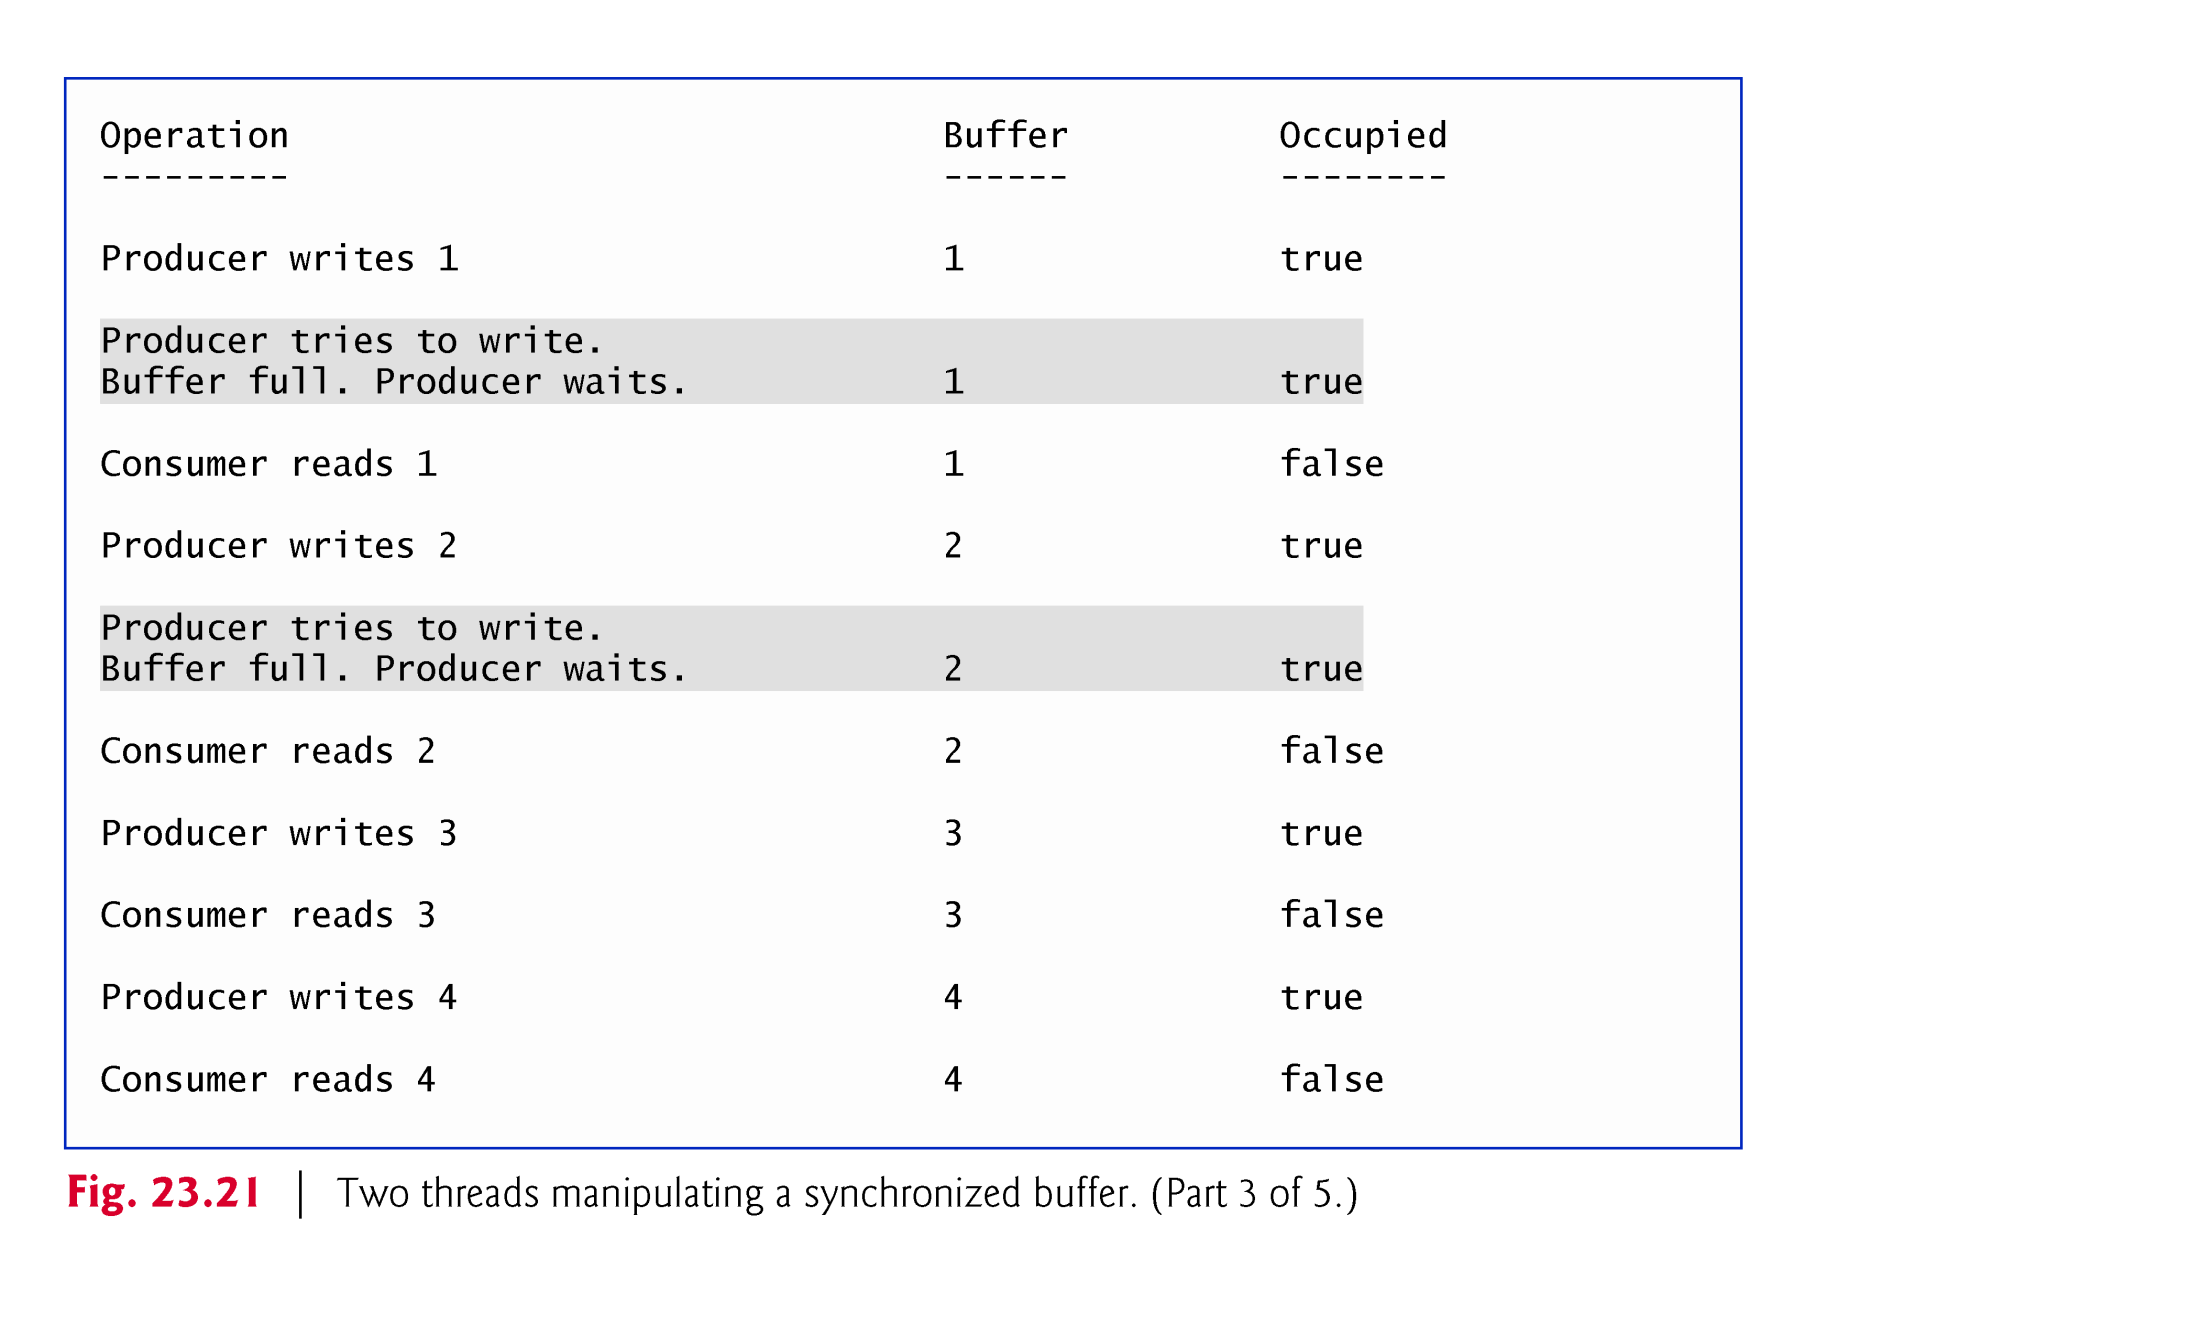 Operation Buffer Occupied
--------- ------ --------
Producer writes 1 1 true
Producer tries to write.
Buffer full. Producer waits. 1 true
Consumer reads 1 1 false
Producer writes 2 2 true
Producer tries to write.
Buffer full. Producer waits. 2 true
Consumer reads 2 2 false
Producer writes 3 3 true
Consumer reads 3 3 false
Producer writes 4 4 true
Consumer reads 4 4 false
Fig. 23.21 | Two threads manipulating a synchronized buffer. (Part 3 of 5.)